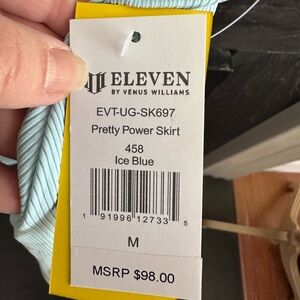 ELEVEN
BY VENUS WILLIAMS
EVT-UG-SK697
Pretty Power Skirt
458
Ice Blue
1 91996 12733 5
M
MSRP $98.00